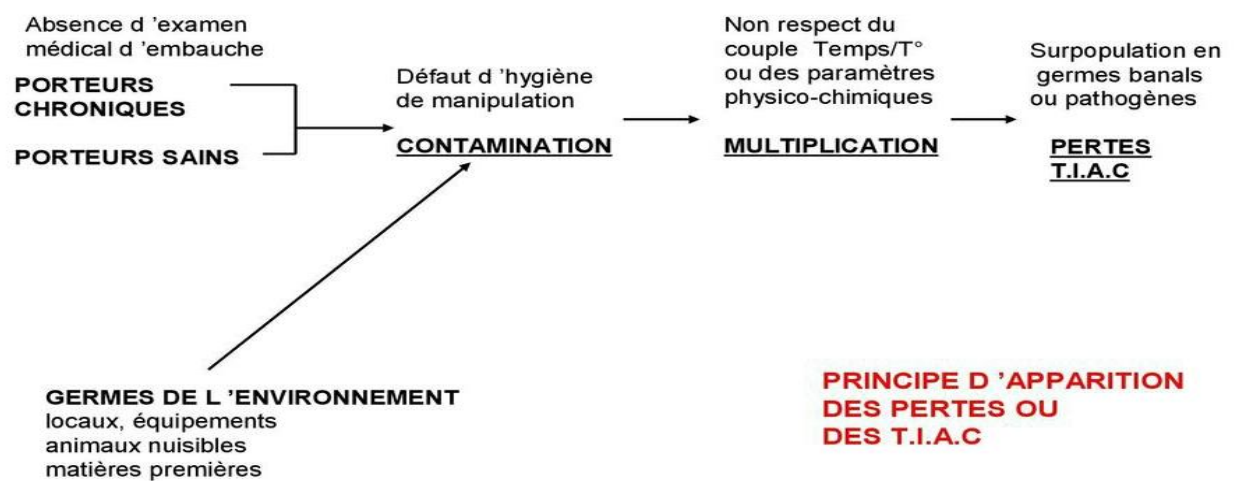 Absence d 'examen
médical d 'embauche
PORTEURS
CHRONIQUES
PORTEURS SAINS
Défaut d 'hygiène
de manipulation
CONTAMINATION
Non respect du
couple Temps/T°
ou des paramètres
physico-chimiques
MULTIPLICATION
Surpopulation en
germes banals
ou pathogènes
PERTES
T.I.A.C
GERMES DE L 'ENVIRONNEMENT
locaux, équipements
animaux nuisibles
matières premières
PRINCIPE D 'APPARITION
DES PERTES OU
DES T.I.A.C